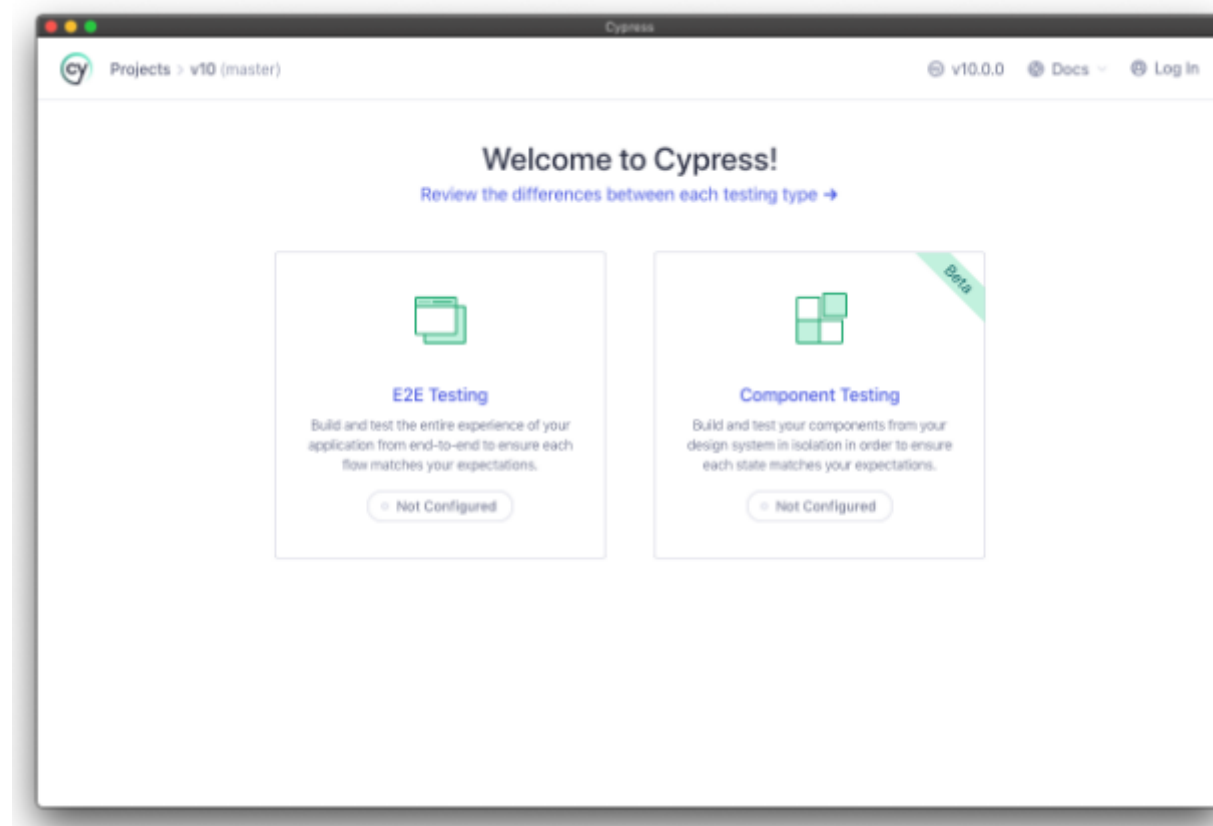 Cypress
cy Projects > v10 (master) v10.0.0 Docs Log In
Welcome to Cypress!
Review the differences between each testing type →
Beta
E2E Testing
Build and test the entire experience of your
application from end-to-end to ensure each
flow matches your expectations.
Not Configured
Component Testing
Build and test your components from your
design system in isolation in order to ensure
each state matches your expectations.
Not Configured